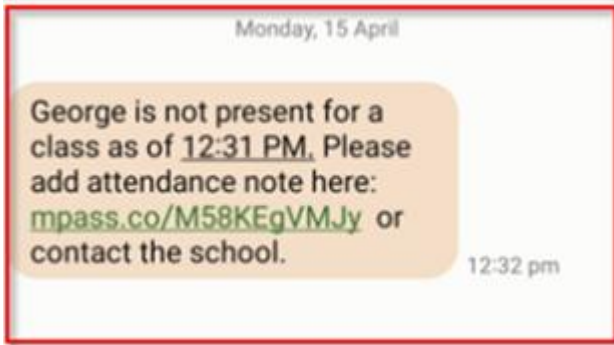 Monday, 15 April
George is not present for a
class as of 12:31 PM. Please
add attendance note here:
mpass.co/M58KEgVMJy or
contact the school.
12:32 pm